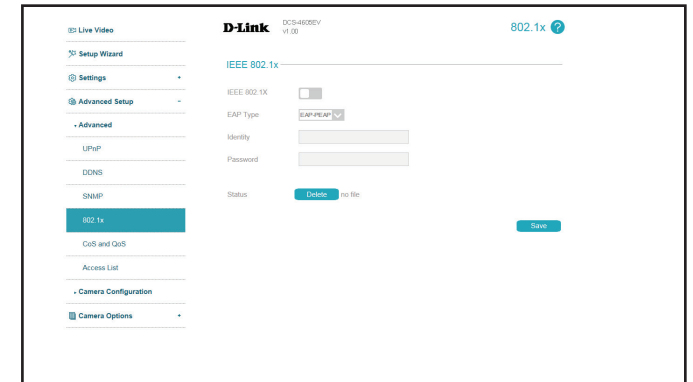 Live Video
Setup Wizard
Settings +
Advanced Setup -
• Advanced
UPnP
DDNS
SNMP
802.1x
CoS and QoS
Access List
• Camera Configuration
Camera Options +
D-Link DCS-4605EV
v1.00
802.1x ?
IEEE 802.1x
IEEE 802.1X
EAP Type EAP-PEAP
Identity
Password
Status Delete no file
Save